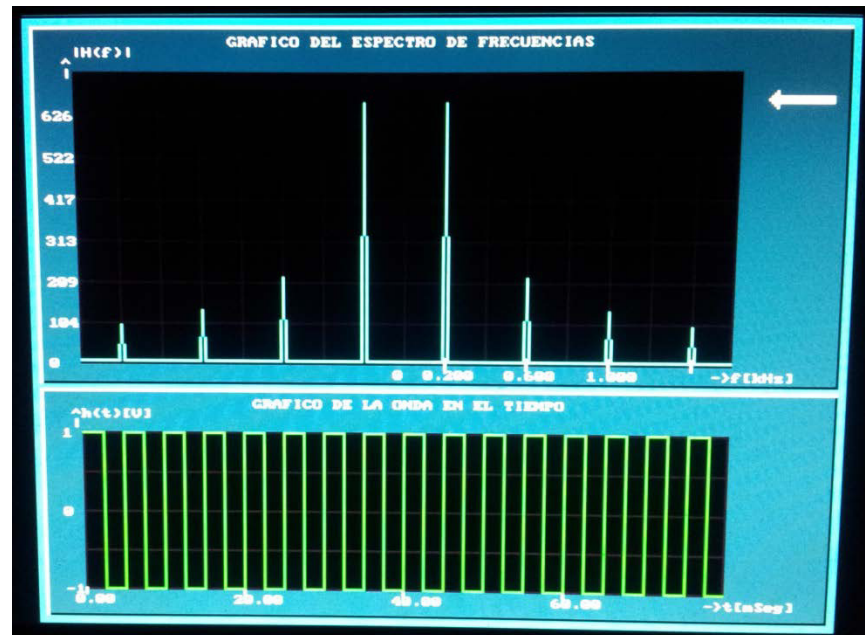 GRAFICO DEL ESPECTRO DE FRECUENCIAS
^|H(f)|
626
522
417
313
209
104
0
0 0.200 0.600 1.000 ->f[kHz]
GRAFICO DE LA ONDA EN EL TIEMPO
^h(t)[V]
1
0
-1
0.00 20.00 40.00 60.00 ->t[mSeg]